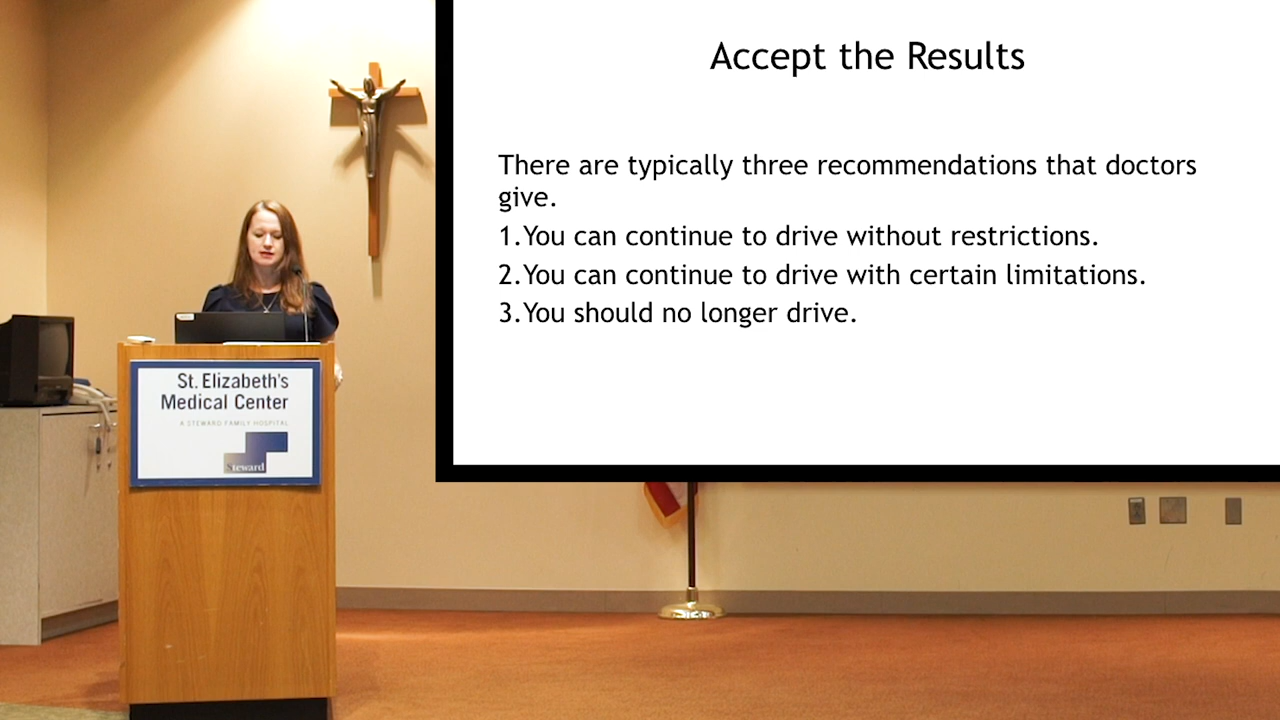 Accept the Results
There are typically three recommendations that doctors
give.
1.You can continue to drive without restrictions.
2.You can continue to drive with certain limitations.
3.You should no longer drive.
St. Elizabeth's
Medical Center
A STEWARD FAMILY HOSPITAL
Steward